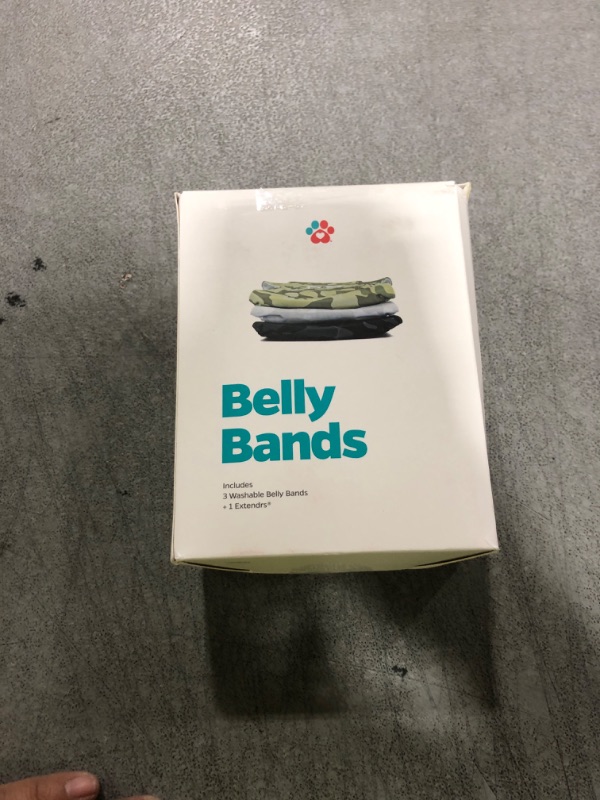 Belly
Bands
Includes
3 Washable Belly Bands
+ 1 Extendrs®